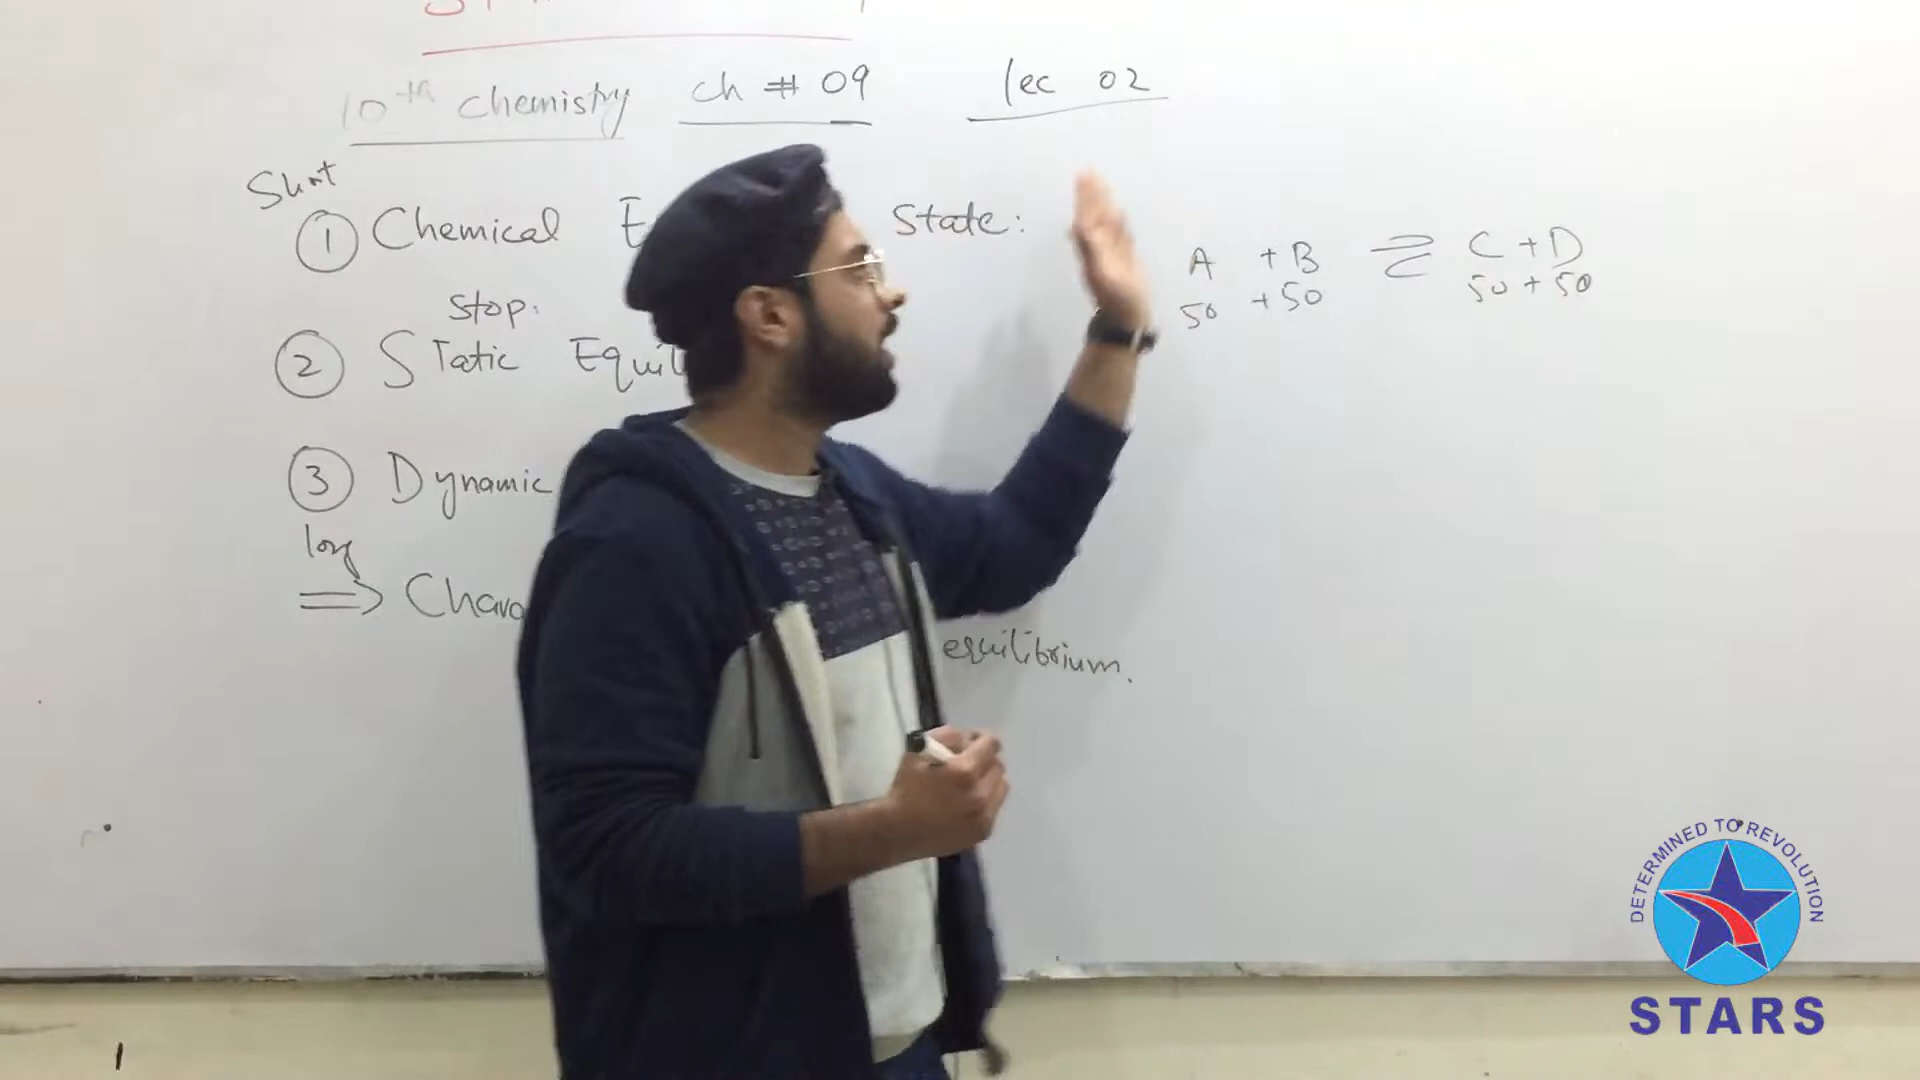 10th chemistry ch # 09 lec 02
Short
① Chemical E State:
A + B ⇌ C + D
50 + 50 50 + 50
stop.
② Static Equil
③ Dynamic
long
⇒ Chara
equilibrium.
DETERMINED TO REVOLUTION
STARS